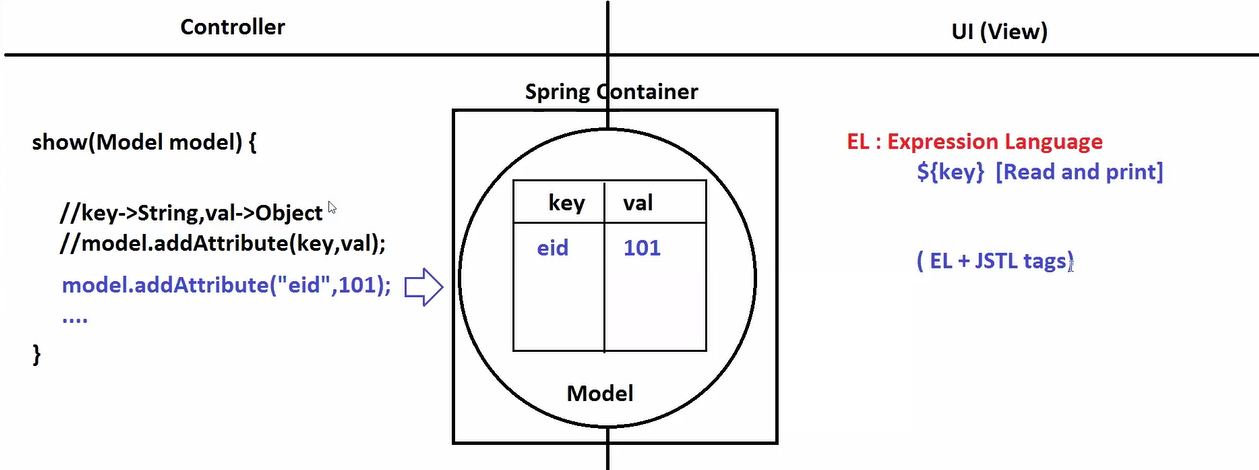 Controller
UI (View)
Spring Container
show(Model model) {
//key->String,val->Object
//model.addAttribute(key,val);
model.addAttribute("eid",101);
....
}
key val
eid 101
Model
EL : Expression Language
${key} [Read and print]
( EL + JSTL tags)